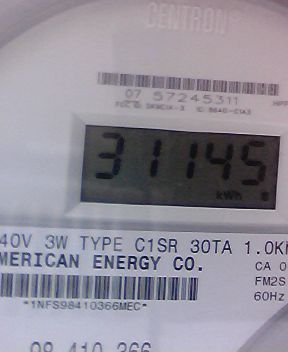 CENTRON®
07 57245311
31145
kWh
40V 3W TYPE C1SR 30TA 1.0K
MERICAN ENERGY CO.
CA 0
FM2S
60Hz
*1NFS98410366MEC*
98 410 366